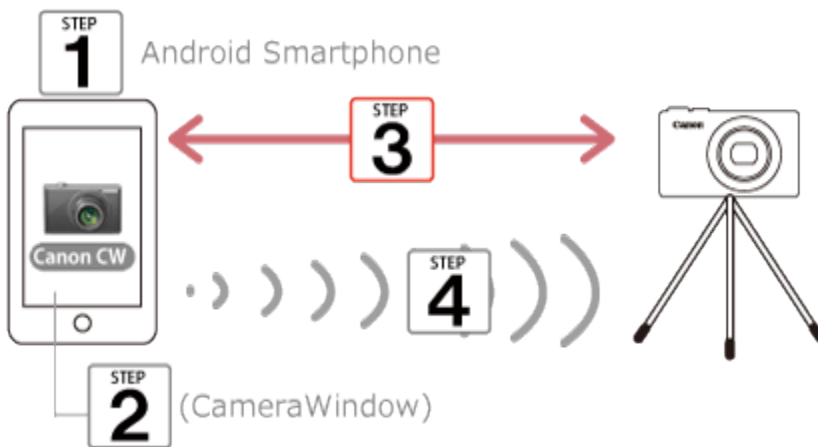 STEP
1
Android Smartphone
STEP
3
Canon
Canon CW
STEP
4
STEP
2
(CameraWindow)